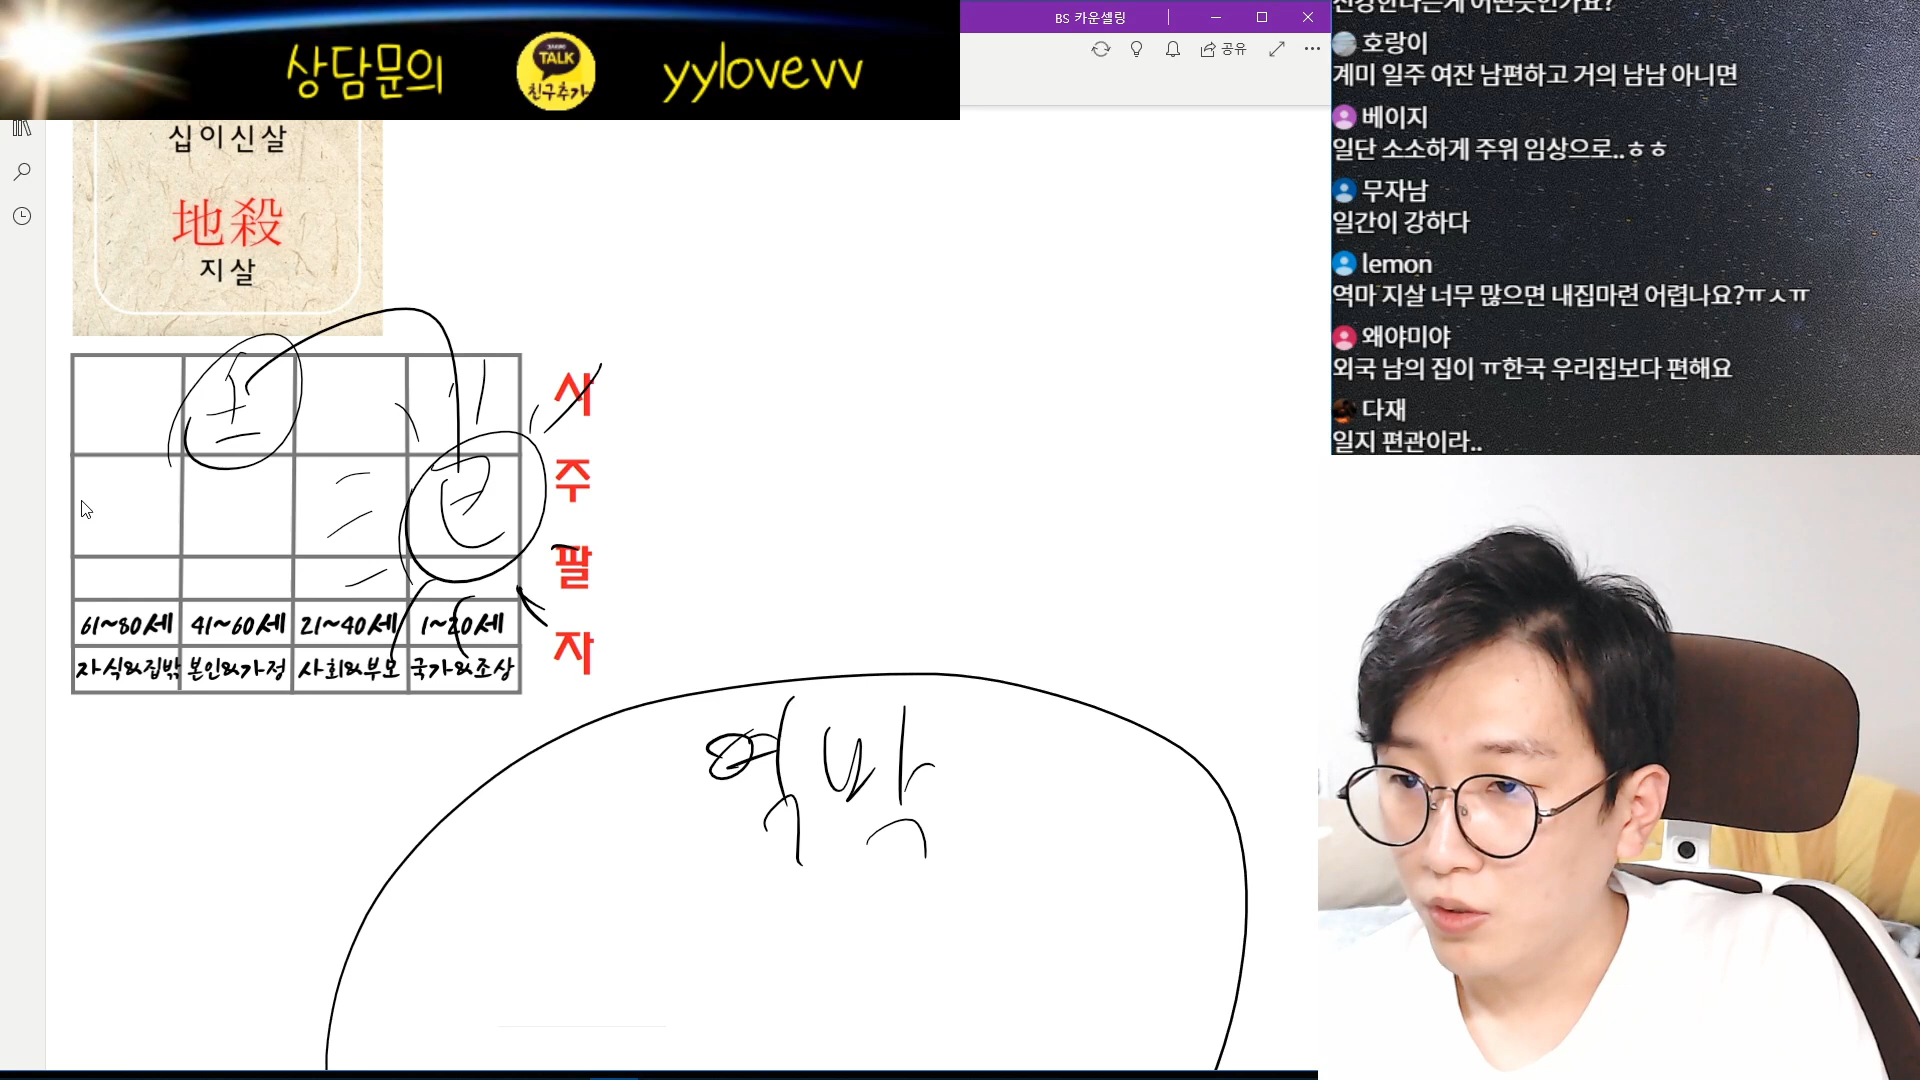 상담문의
TALK
친구추가
yylovevv
BS 카운셀링
공유
십이신살
地殺
지살
사
주
팔
자
61~80세 41~60세 21~40세 1~20세
자식&집밖 본인&가정 사회&부모 국가&조상
역박
호랑이
계미 일주 여잔 남편하고 거의 남남 아니면
베이지
일단 소소하게 주위 임상으로..ㅎㅎ
무자남
일간이 강하다
lemon
역마 지살 너무 많으면 내집마련 어렵나요?ㅠㅅㅠ
왜야미야
외국 남의 집이 ㅠ한국 우리집보다 편해요
다재
일지 편관이라..